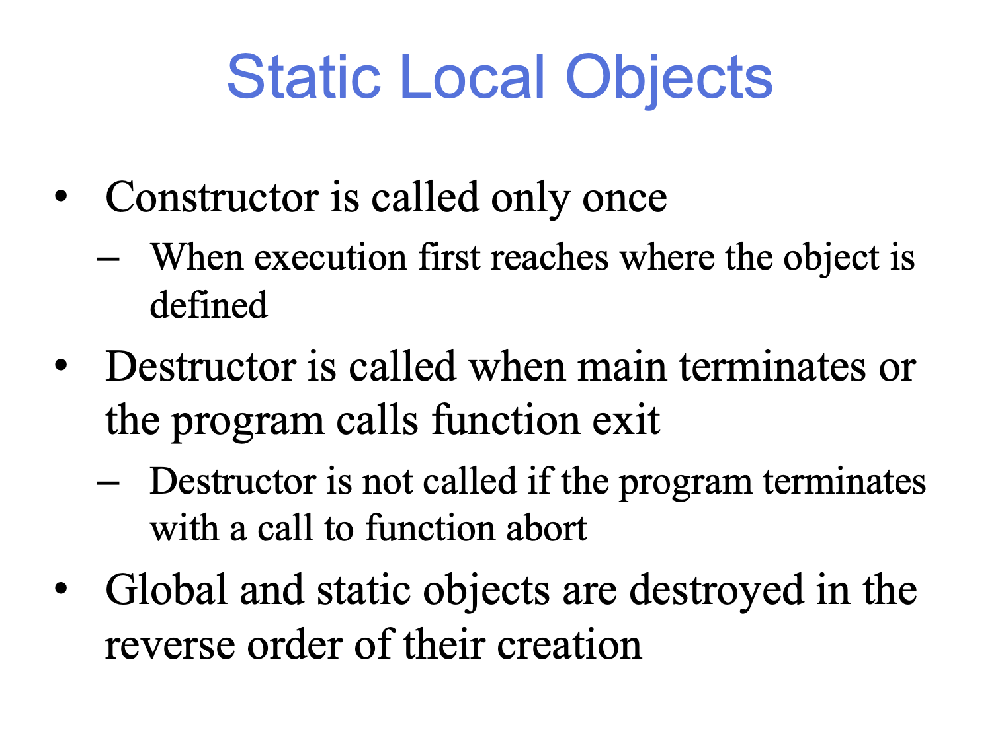 Static Local Objects
• Constructor is called only once
– When execution first reaches where the object is
defined
• Destructor is called when main terminates or
the program calls function exit
– Destructor is not called if the program terminates
with a call to function abort
• Global and static objects are destroyed in the
reverse order of their creation